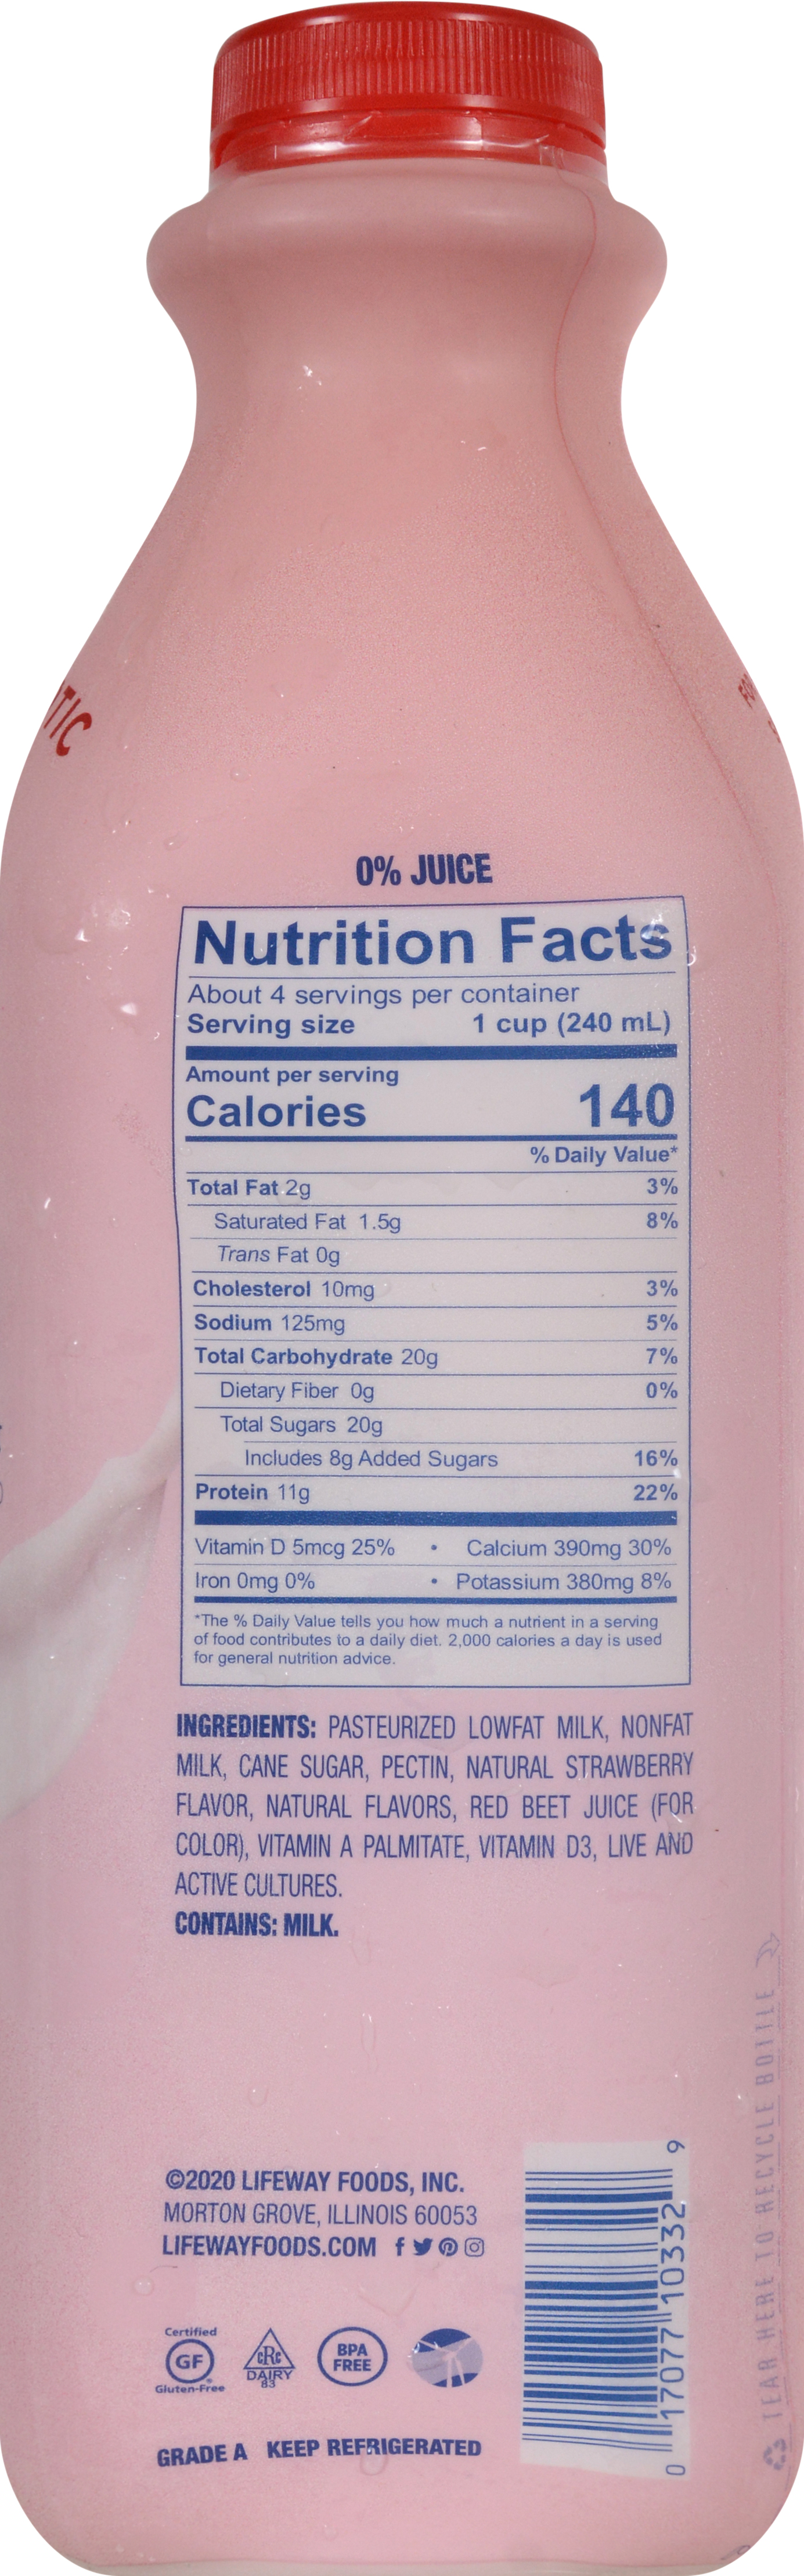 TIC
0% JUICE
Nutrition Facts
About 4 servings per container
Serving size 1 cup (240 mL)
Amount per serving
Calories 140
% Daily Value*
Total Fat 2g 3%
Saturated Fat 1.5g 8%
Trans Fat 0g
Cholesterol 10mg 3%
Sodium 125mg 5%
Total Carbohydrate 20g 7%
Dietary Fiber 0g 0%
Total Sugars 20g
Includes 8g Added Sugars 16%
Protein 11g 22%
Vitamin D 5mcg 25% • Calcium 390mg 30%
Iron 0mg 0% • Potassium 380mg 8%
*The % Daily Value tells you how much a nutrient in a serving
of food contributes to a daily diet. 2,000 calories a day is used
for general nutrition advice.
INGREDIENTS: PASTEURIZED LOWFAT MILK, NONFAT
MILK, CANE SUGAR, PECTIN, NATURAL STRAWBERRY
FLAVOR, NATURAL FLAVORS, RED BEET JUICE (FOR
COLOR), VITAMIN A PALMITATE, VITAMIN D3, LIVE AND
ACTIVE CULTURES.
CONTAINS: MILK.
©2020 LIFEWAY FOODS, INC.
MORTON GROVE, ILLINOIS 60053
LIFEWAYFOODS.COM
Certified
GF
Gluten-Free
cRc
DAIRY
83
BPA
FREE
GRADE A KEEP REFRIGERATED
0 17077 10332 9
TEAR HERE TO RECYCLE BOTTLE